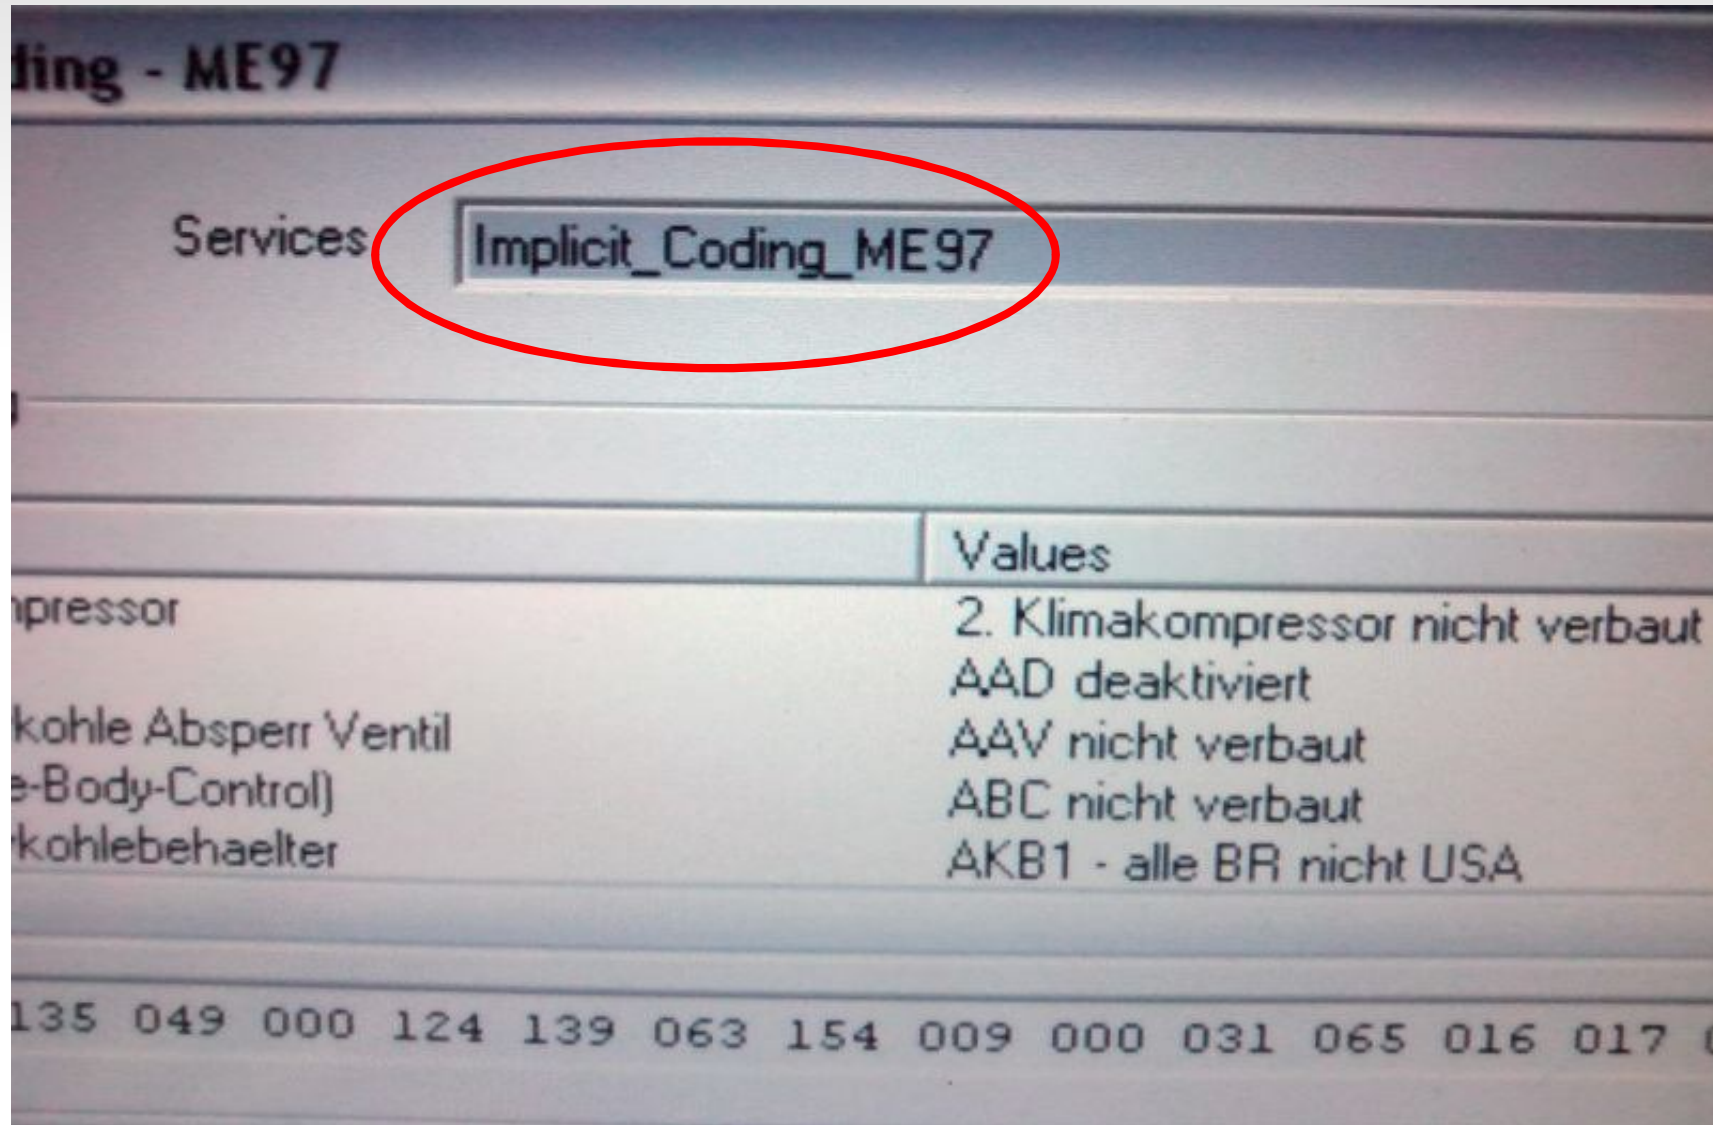 ding - ME97
Services Implicit_Coding_ME97
Values
mpressor 2. Klimakompressor nicht verbaut
AAD deaktiviert
kohle Absperr Ventil AAV nicht verbaut
e-Body-Control) ABC nicht verbaut
kohlebehaelter AKB1 - alle BR nicht USA
135 049 000 124 139 063 154 009 000 031 065 016 017